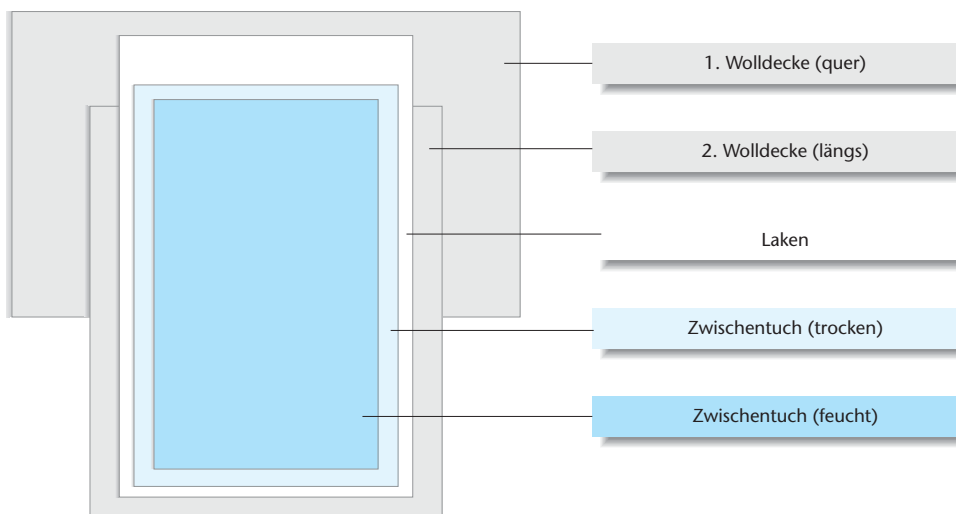 1. Wolldecke (quer)
2. Wolldecke (längs)
Laken
Zwischentuch (trocken)
Zwischentuch (feucht)